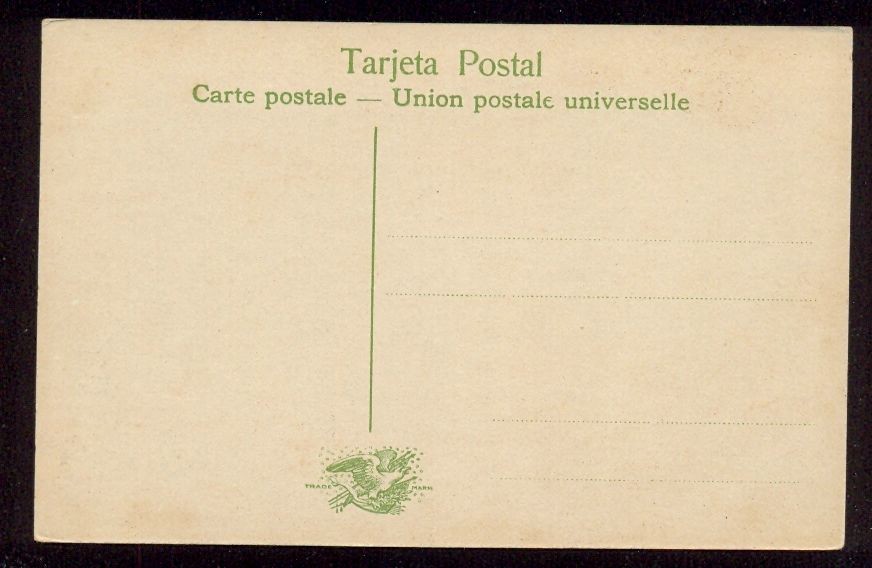 Tarjeta Postal
Carte postale — Union postale universelle
TRADE MARK